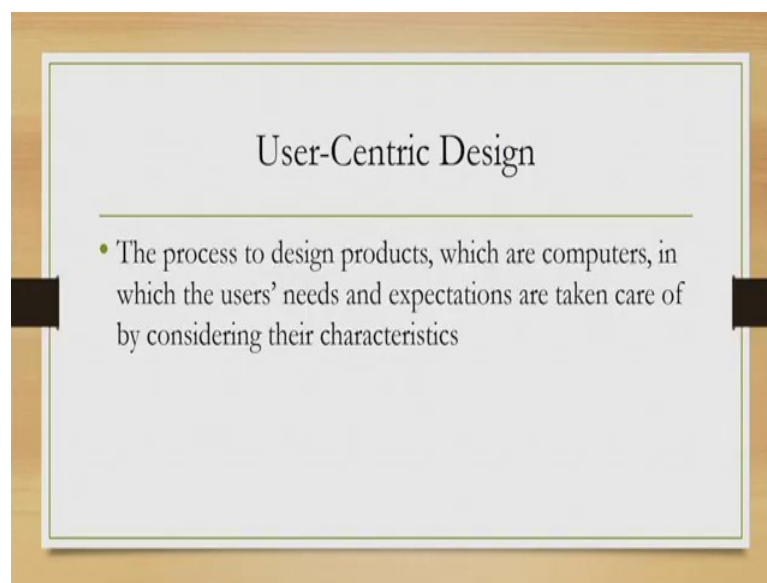 User-Centric Design
• The process to design products, which are computers, in
which the users’ needs and expectations are taken care of
by considering their characteristics